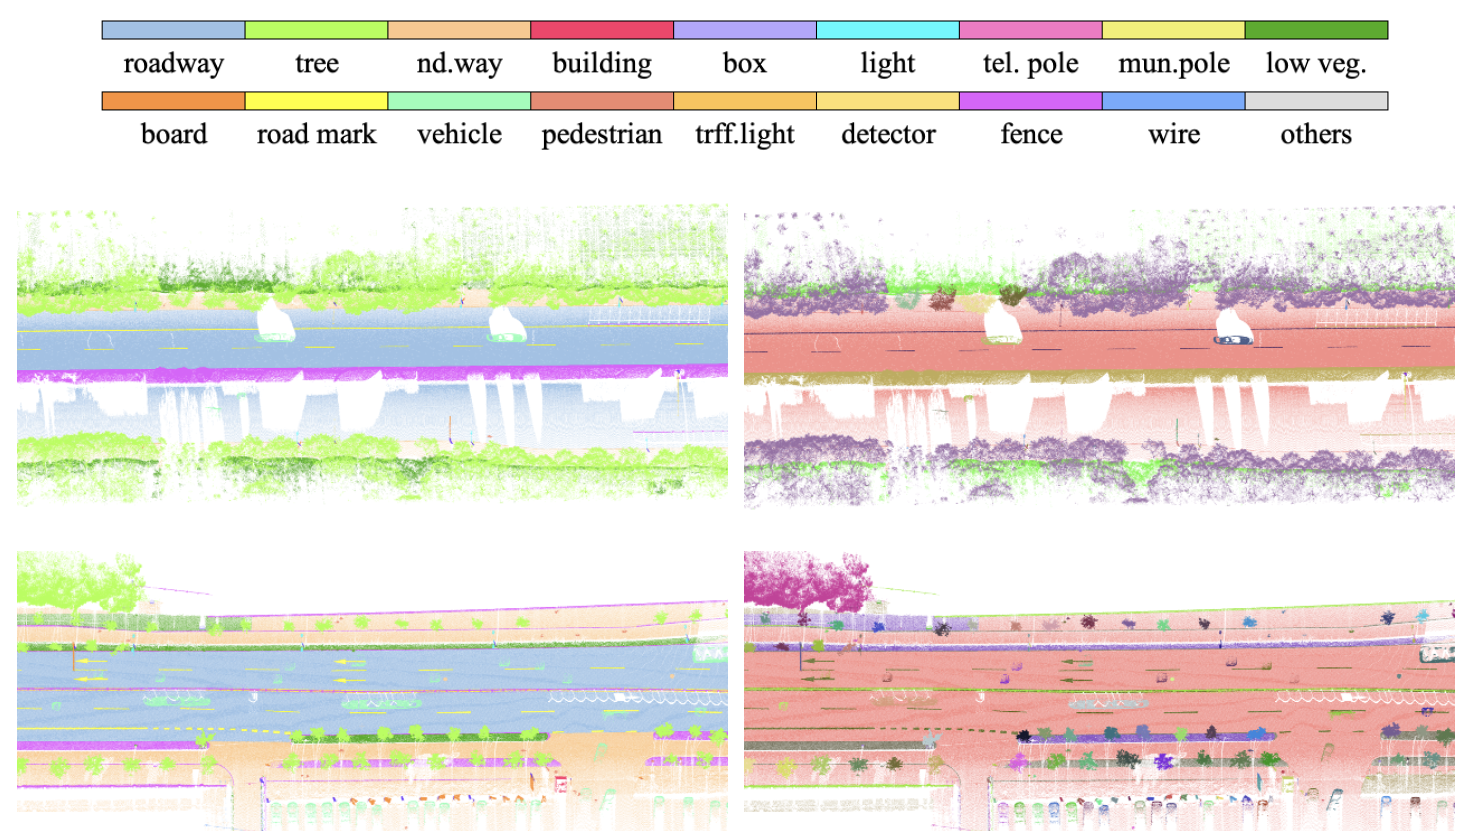 roadway tree nd.way building box light tel. pole mun.pole low veg.
board road mark vehicle pedestrian trff.light detector fence wire others